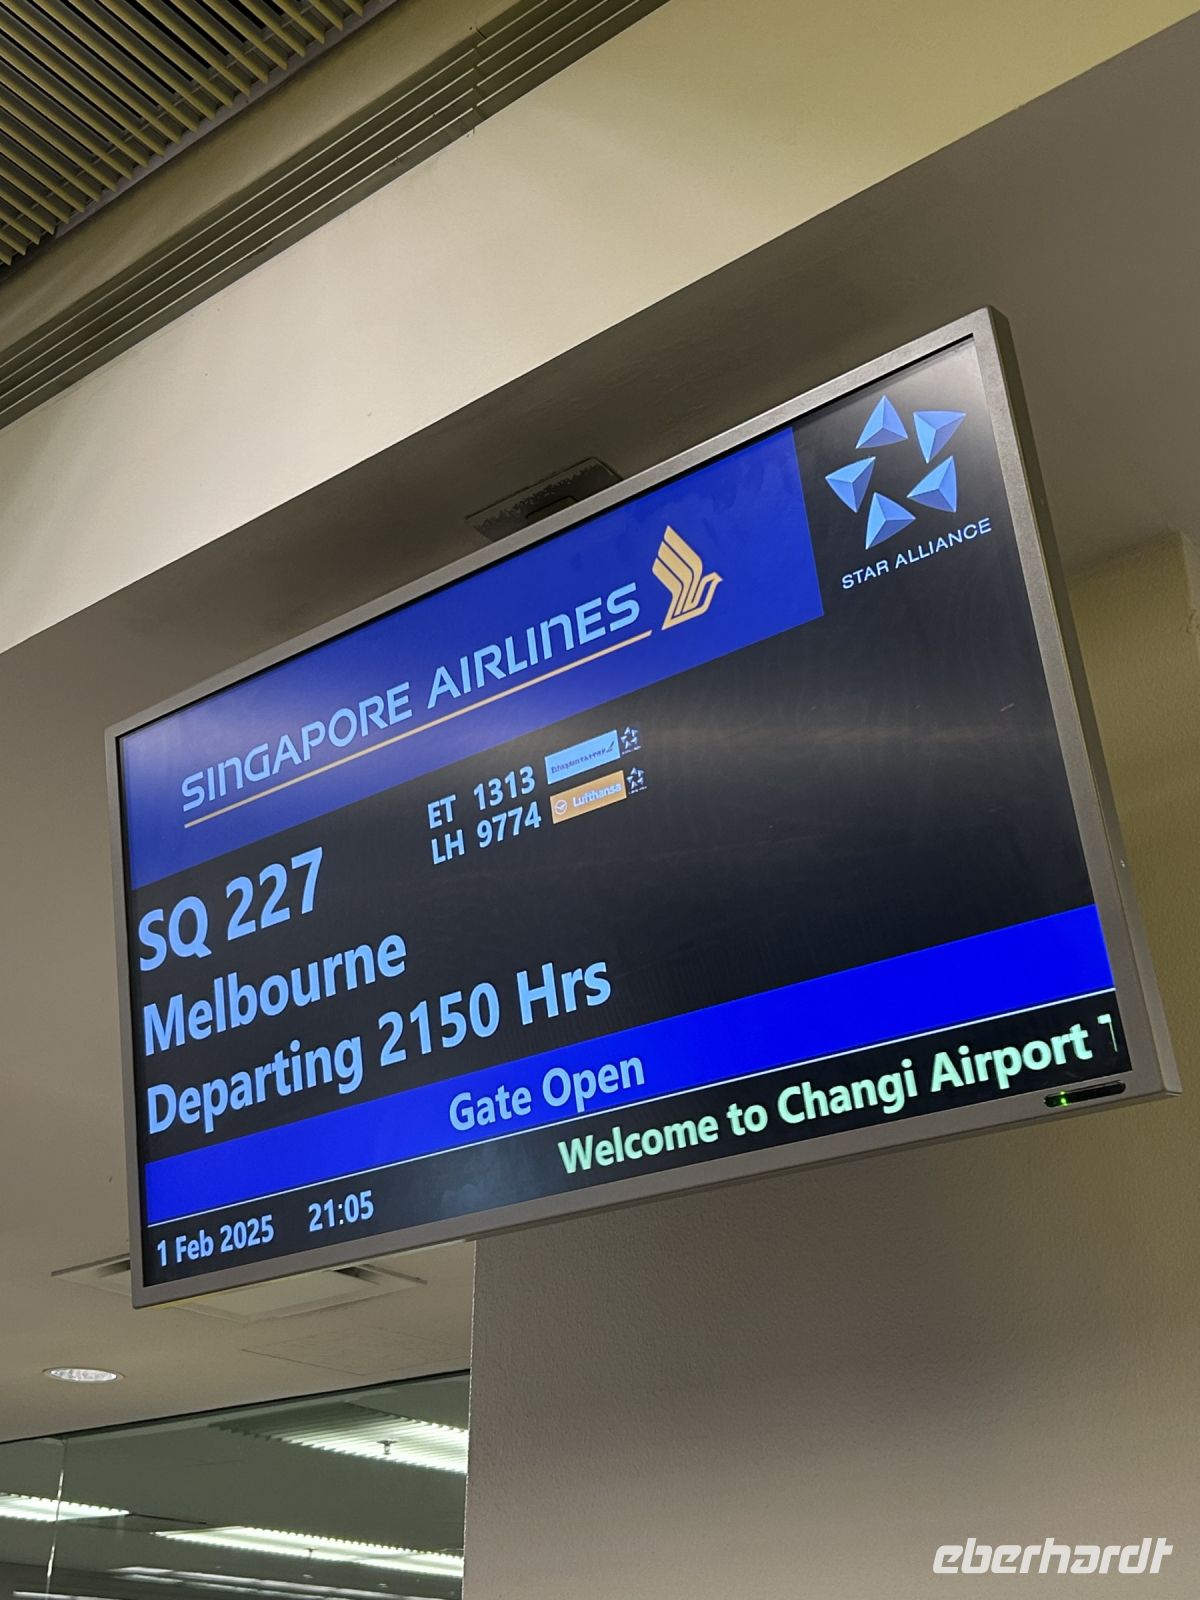 SINGAPORE AIRLINES
STAR ALLIANCE
ET 1313 Ethiopian
LH 9774 Lufthansa
SQ 227
Melbourne
Departing 2150 Hrs
Gate Open
Welcome to Changi Airport T
1 Feb 2025 21:05
eberhardt